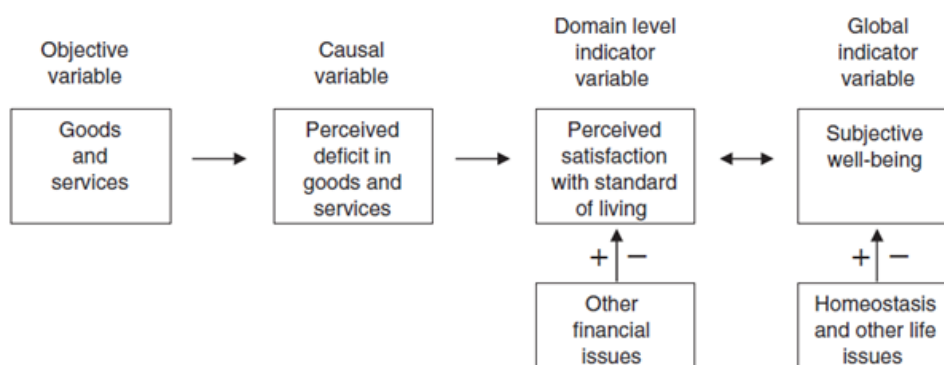 Objective
variable
Causal
variable
Domain level
indicator
variable
Global
indicator
variable
Goods
and
services
Perceived
deficit in
goods and
services
Perceived
satisfaction
with standard
of living
Subjective
well-being
+ −
+ −
Other
financial
issues
Homeostasis
and other life
issues